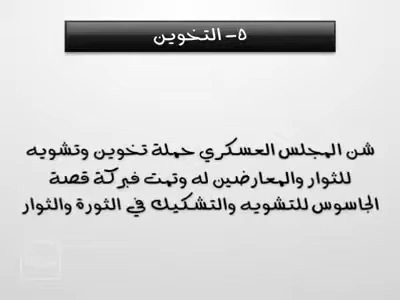 ٥- التخوين
شن المجلس العسكري حملة تخوين وتشويه
للثوار والمعارضين له وتمت فبركة قصة
الجاسوس للتشويه والتشكيك في الثورة والثوار